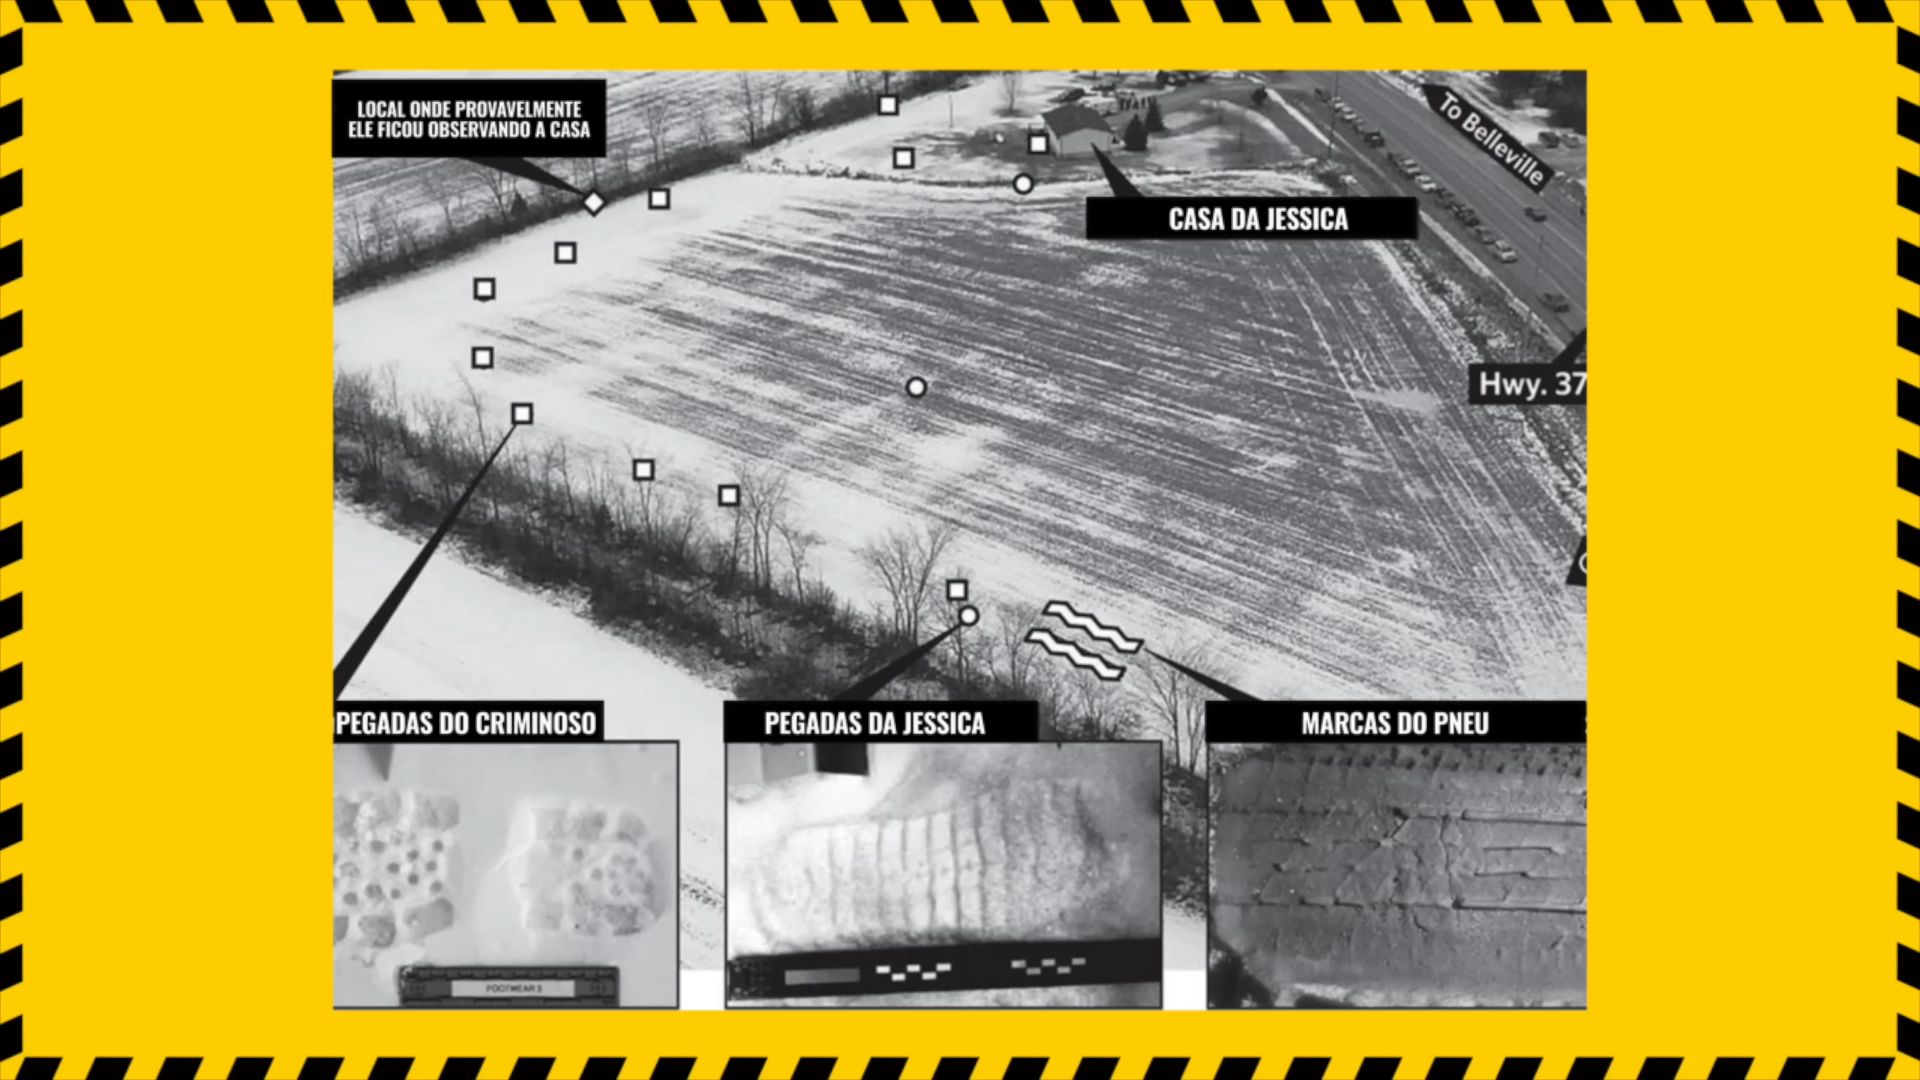 LOCAL ONDE PROVAVELMENTE
ELE FICOU OBSERVANDO A CASA
To Belleville
CASA DA JESSICA
Hwy. 37
PEGADAS DO CRIMINOSO
PEGADAS DA JESSICA
MARCAS DO PNEU
FOOTWEAR 3